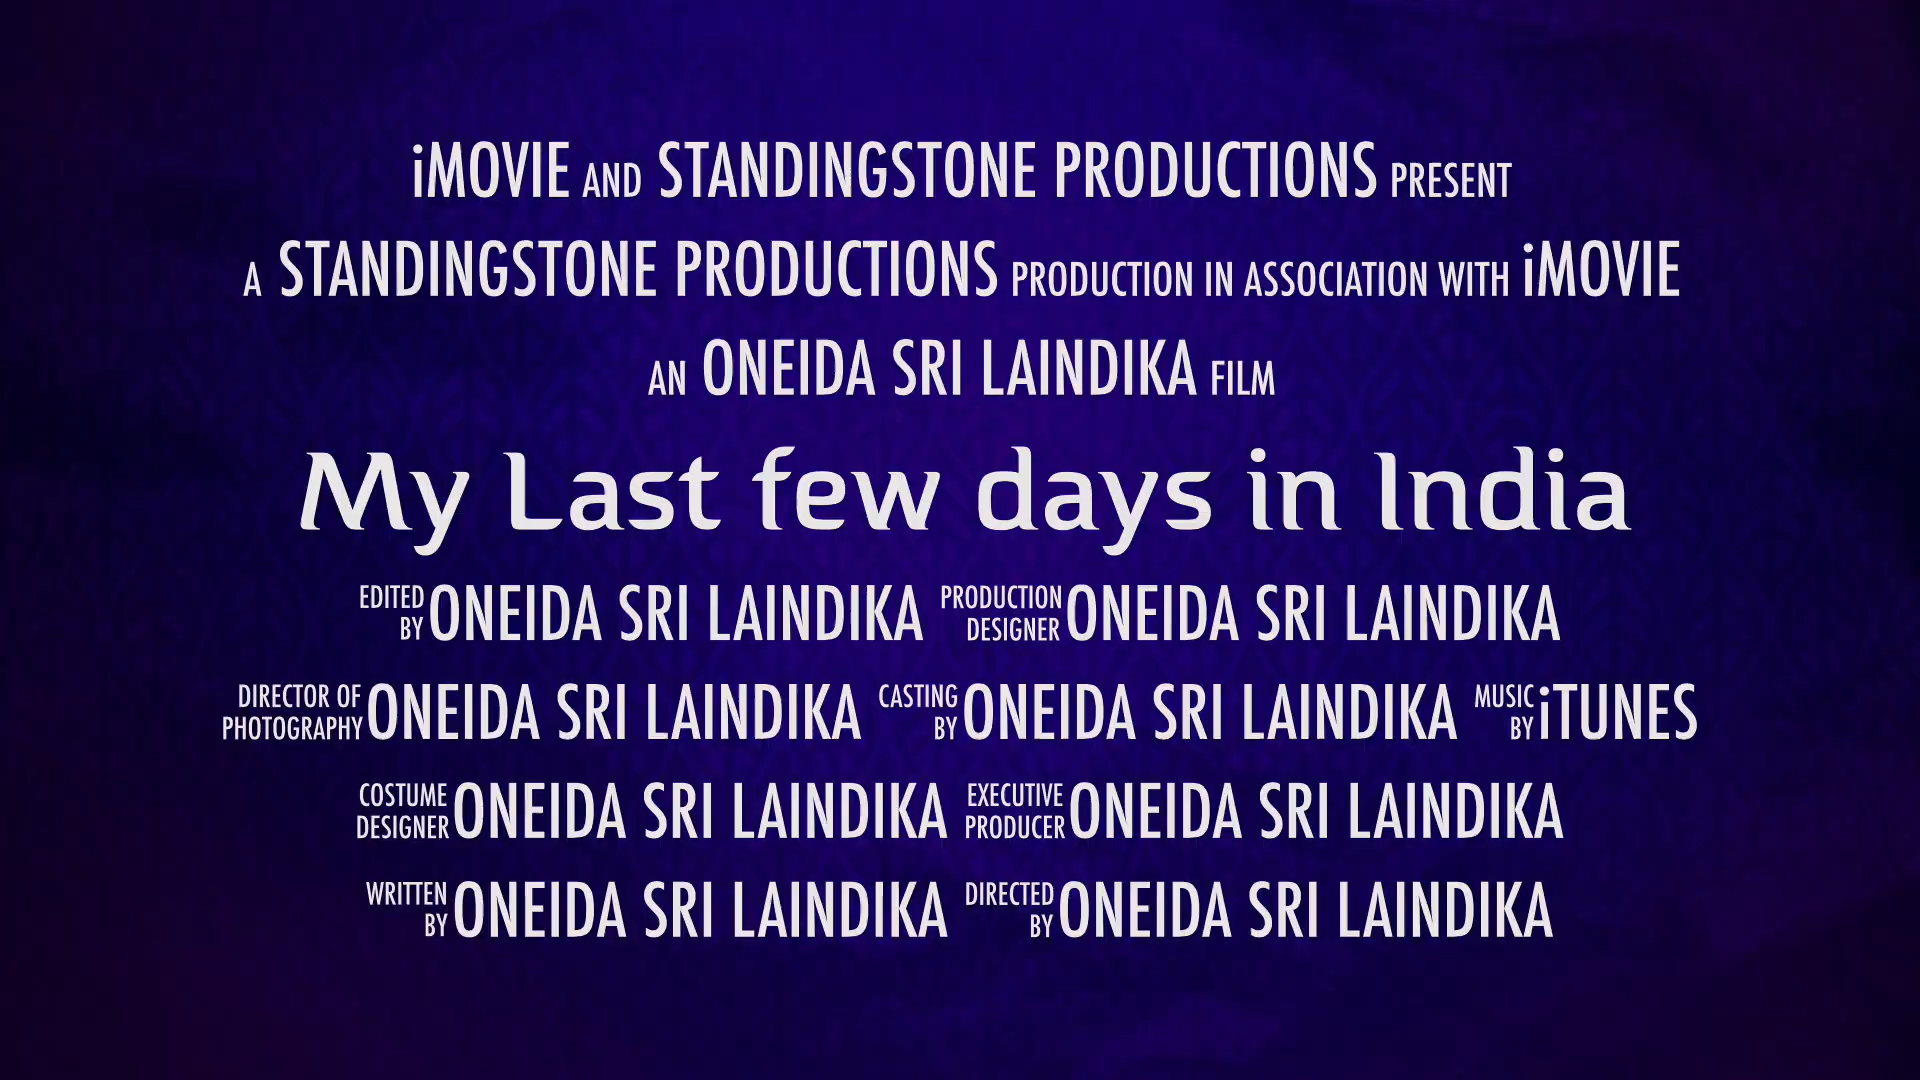 iMOVIE AND STANDINGSTONE PRODUCTIONS PRESENT
A STANDINGSTONE PRODUCTIONS PRODUCTION IN ASSOCIATION WITH iMOVIE
AN ONEIDA SRI LAINDIKA FILM
My Last few days in India
EDITED BY ONEIDA SRI LAINDIKA PRODUCTION DESIGNER ONEIDA SRI LAINDIKA
DIRECTOR OF PHOTOGRAPHY ONEIDA SRI LAINDIKA CASTING BY ONEIDA SRI LAINDIKA MUSIC BY iTUNES
COSTUME DESIGNER ONEIDA SRI LAINDIKA EXECUTIVE PRODUCER ONEIDA SRI LAINDIKA
WRITTEN BY ONEIDA SRI LAINDIKA DIRECTED BY ONEIDA SRI LAINDIKA